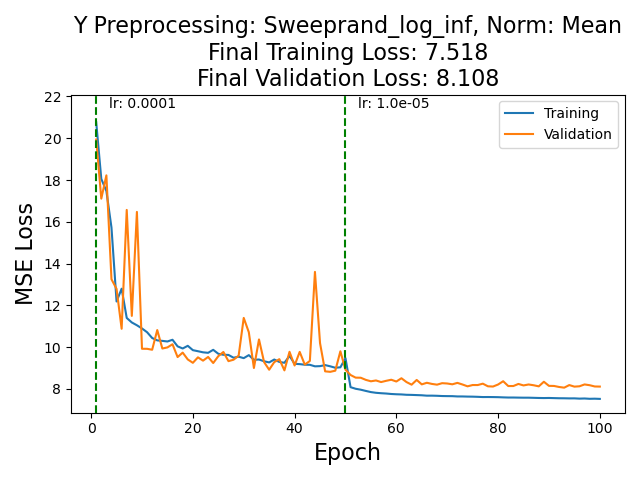 Y Preprocessing: Sweeprand_log_inf, Norm: Mean
Final Training Loss: 7.518
Final Validation Loss: 8.108
lr: 0.0001
lr: 1.0e-05
Training
Validation
MSE Loss
22
20
18
16
14
12
10
8
0
20
40
60
80
100
Epoch